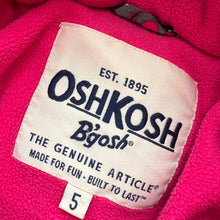 EST. 1895
OSHKOSH
B'gosh®
THE GENUINE ARTICLE®
MADE FOR FUN • BUILT TO LAST™
5